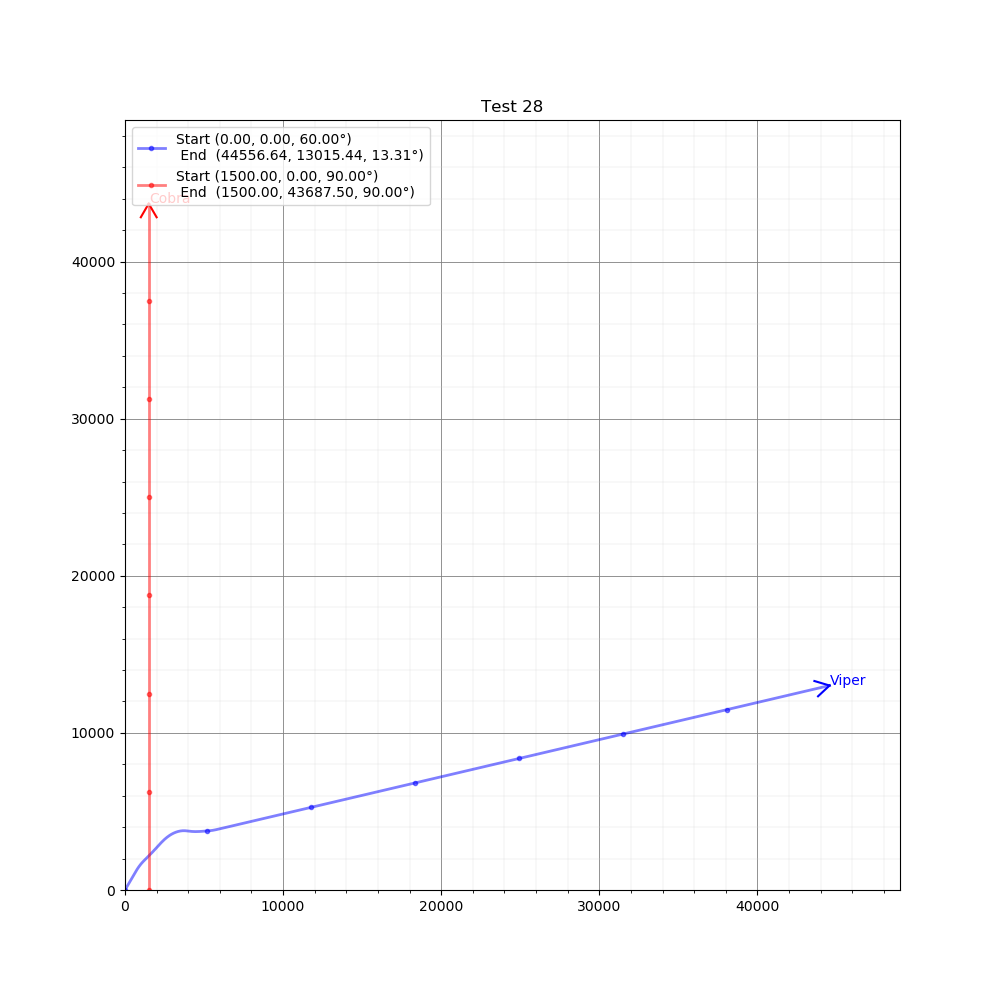 Test 28
Start (0.00, 0.00, 60.00°)
End  (44556.64, 13015.44, 13.31°)
Start (1500.00, 0.00, 90.00°)
End  (1500.00, 43687.50, 90.00°)
Cobra
40000
30000
20000
Viper
10000
0
0
10000
20000
30000
40000